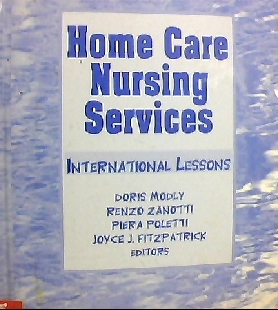 Home Care
Nursing
Services
INTERNATIONAL LESSONS
DORIS MODLY
RENZO ZANOTTI
PIERA POLETTI
JOYCE J. FITZPATRICK
EDITORS